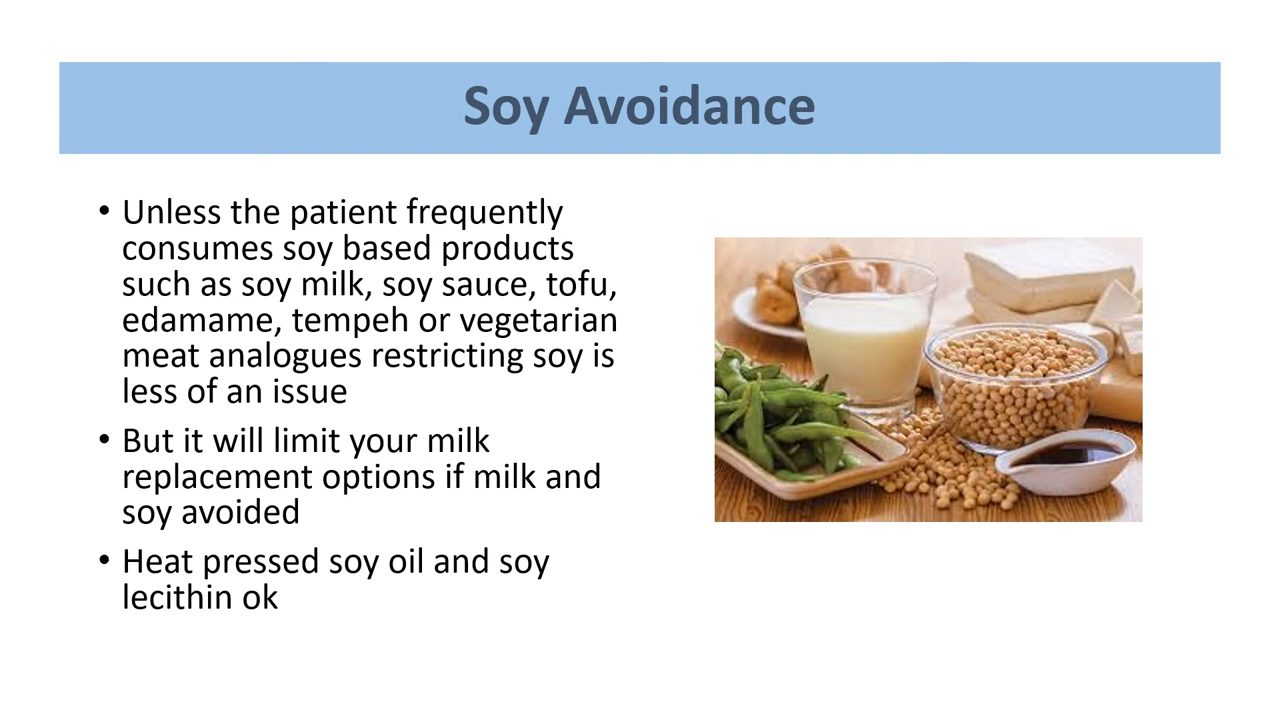 Soy Avoidance
• Unless the patient frequently
consumes soy based products
such as soy milk, soy sauce, tofu,
edamame, tempeh or vegetarian
meat analogues restricting soy is
less of an issue
• But it will limit your milk
replacement options if milk and
soy avoided
• Heat pressed soy oil and soy
lecithin ok